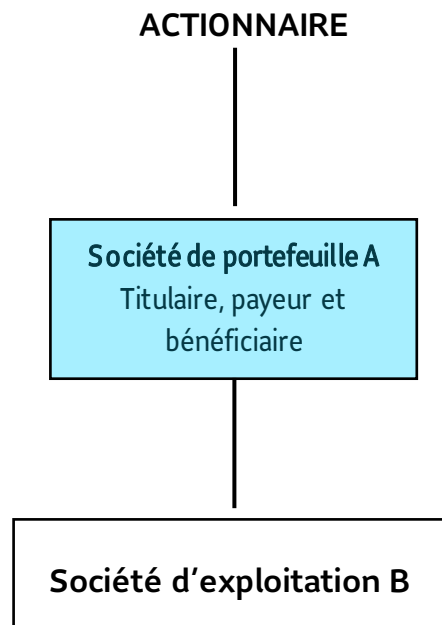 ACTIONNAIRE
Société de portefeuille A
Titulaire, payeur et
bénéficiaire
Société d’exploitation B